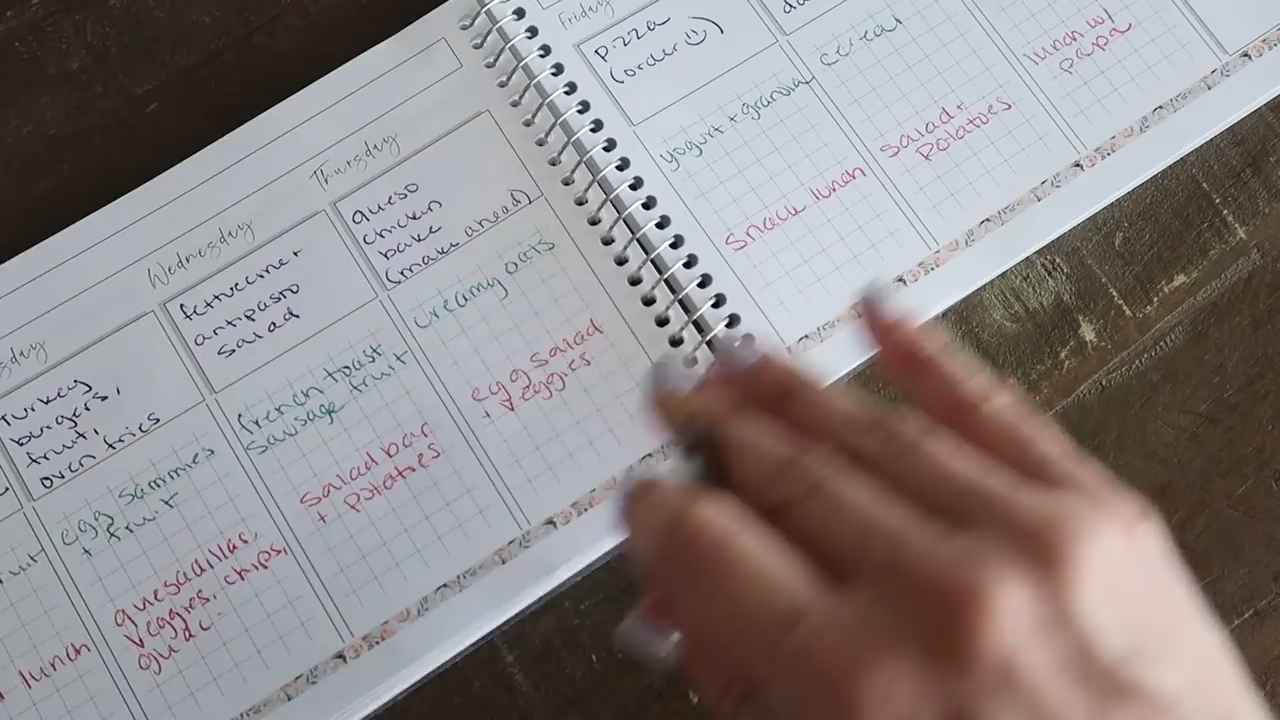 Wednesday
Thursday
Friday
Turkey
burgers,
fruit,
oven fries
egg sammies
+ fruit
quesadillas,
veggies, chips,
guac.
lunch
fettuccine +
antipasto
salad
french toast
sausage fruit
salad bar
+ potatoes
queso
chicken
bake
(make ahead)
creamy oats
egg salad
+ veggies
pizza
(order☺)
yogurt + granola
snack lunch
cereal
salad +
potatoes
lunch w/
papa